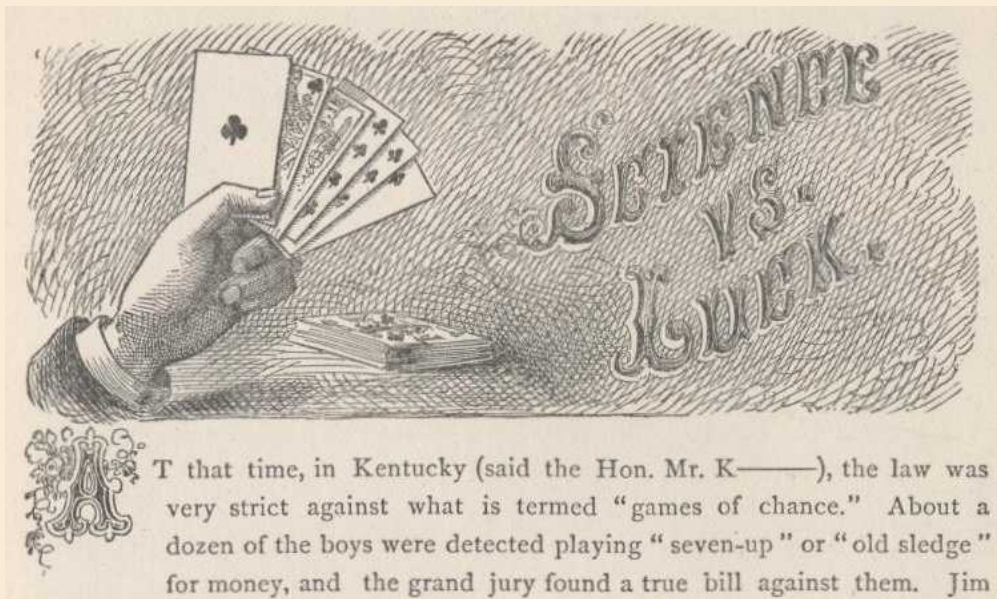 SCIENCE
VS.
LUCK.
AT that time, in Kentucky (said the Hon. Mr. K———), the law was
very strict against what is termed “games of chance.” About a
dozen of the boys were detected playing “seven-up” or “old sledge”
for money, and the grand jury found a true bill against them. Jim